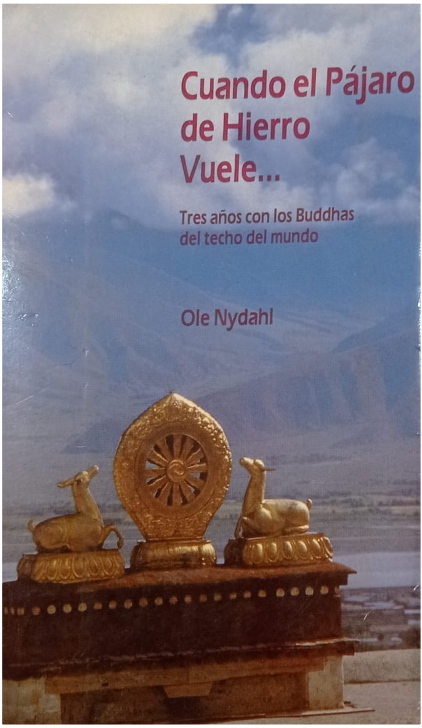 Cuando el Pájaro
de Hierro
Vuele...
Tres años con los Buddhas
del techo del mundo
Ole Nydahl